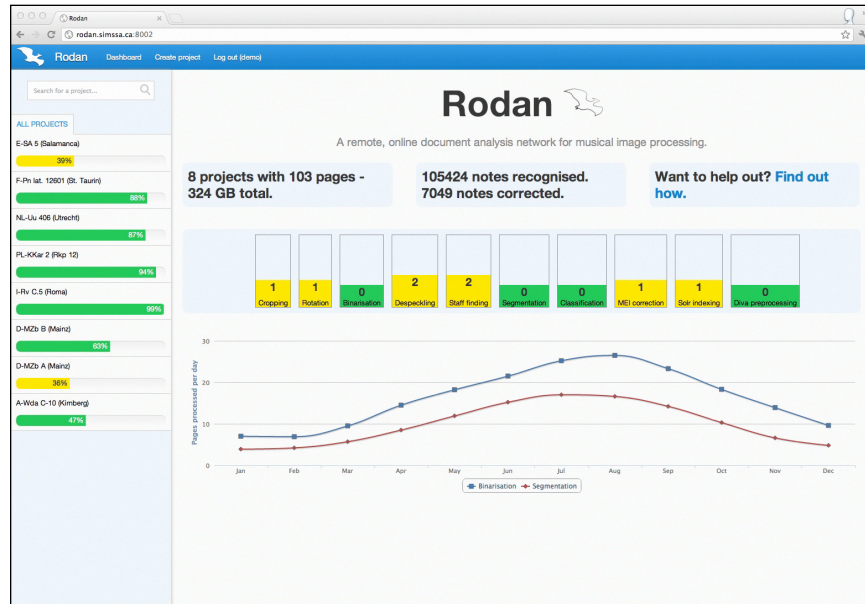 Rodan
rodan.simssa.ca:8002
Rodan Dashboard Create project Log out (demo)
Search for a project...
ALL PROJECTS
E-SA 5 (Salamanca)
39%
F-Pn lat. 12601 (St. Taurin)
88%
NL-Uu 406 (Utrecht)
87%
PL-KKar 2 (Rkp 12)
94%
I-Rv C.5 (Roma)
99%
D-MZb B (Mainz)
63%
D-MZb A (Mainz)
36%
A-Wda C-10 (Kirnberg)
47%
Rodan
A remote, online document analysis network for musical image processing.
8 projects with 103 pages -
324 GB total.
105424 notes recognised.
7049 notes corrected.
Want to help out? Find out
how.
1 1 0 2 2 0 0 1 1 0
Cropping Rotation Binarisation Despeckling Staff finding Segmentation Classification MEI correction Solr indexing Diva preprocessing
Pages processed per day
30
20
10
0
Jan Feb Mar Apr May Jun Jul Aug Sep Oct Nov Dec
Binarisation Segmentation